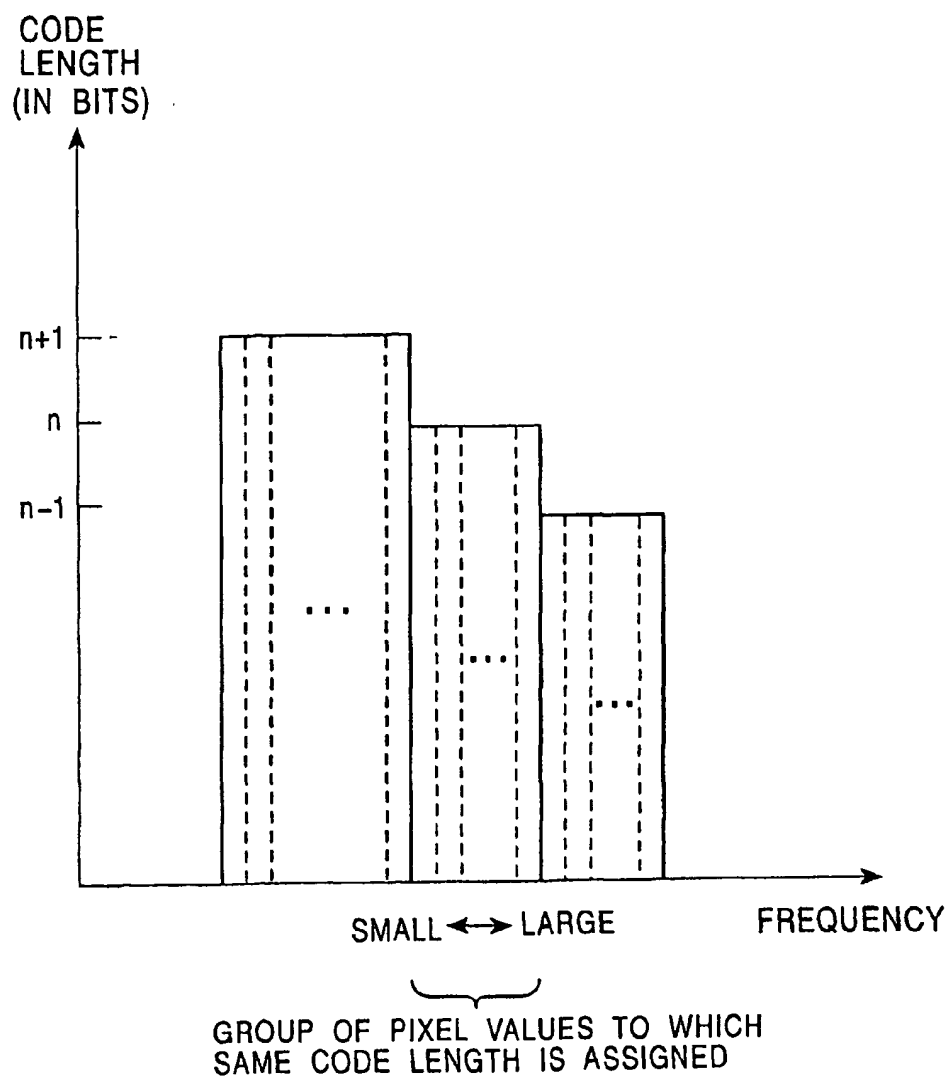 CODE
LENGTH
(IN BITS)
n+1
n
n-1
...
...
...
SMALL ↔ LARGE
FREQUENCY
GROUP OF PIXEL VALUES TO WHICH
SAME CODE LENGTH IS ASSIGNED